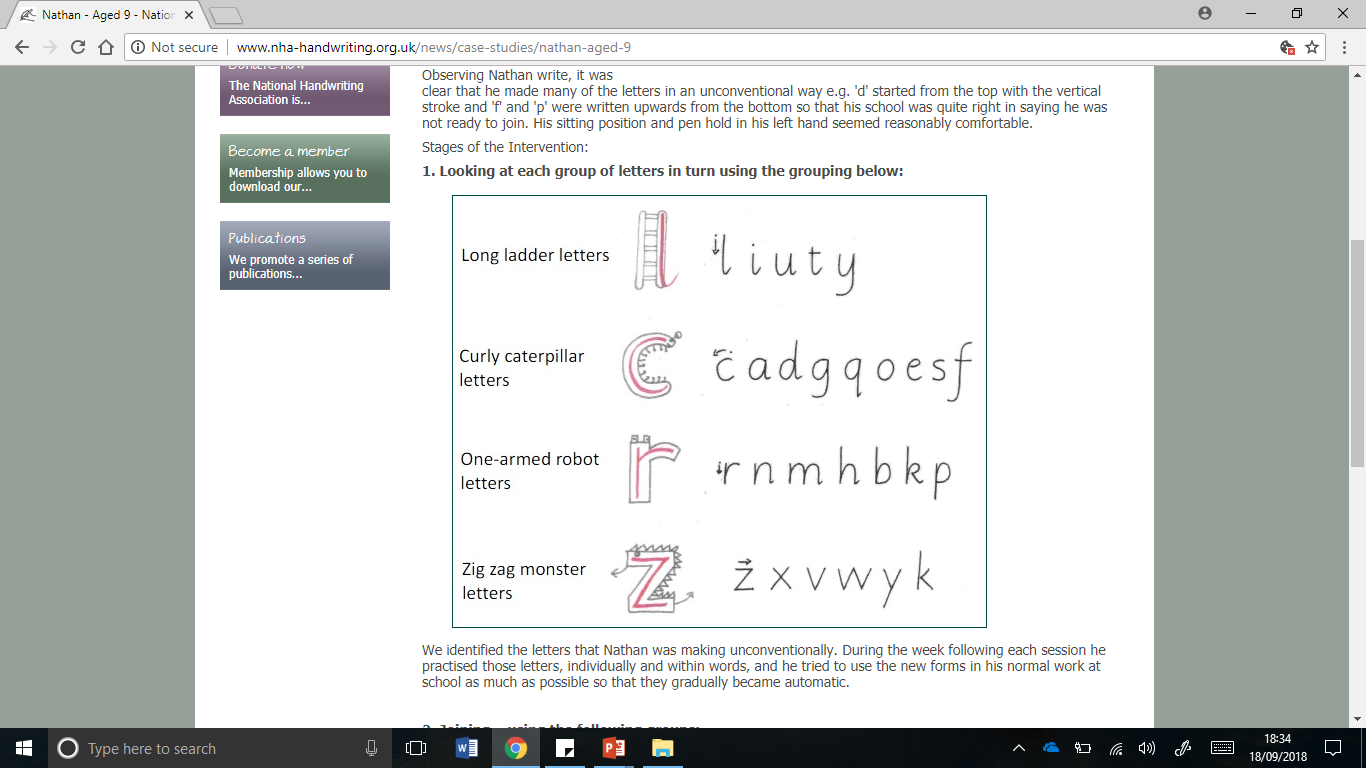 Nathan - Aged 9 - Nation
Not secure | www.nha-handwriting.org.uk/news/case-studies/nathan-aged-9
Donate now
The National Handwriting
Association is...
Become a member
Membership allows you to
download our...
Publications
We promote a series of
publications...
Observing Nathan write, it was
clear that he made many of the letters in an unconventional way e.g. 'd' started from the top with the vertical
stroke and 'f' and 'p' were written upwards from the bottom so that his school was quite right in saying he was
not ready to join. His sitting position and pen hold in his left hand seemed reasonably comfortable.
Stages of the Intervention:
1. Looking at each group of letters in turn using the grouping below:
Long ladder letters l l i u t y
Curly caterpillar
letters c c a d g q o e s f
One-armed robot
letters r r n m h b k p
Zig zag monster
letters z z x v w y k
We identified the letters that Nathan was making unconventionally. During the week following each session he
practised those letters, individually and within words, and he tried to use the new forms in his normal work at
school as much as possible so that they gradually became automatic.
2. Joining - using the following groups:
Type here to search
18:34
18/09/2018